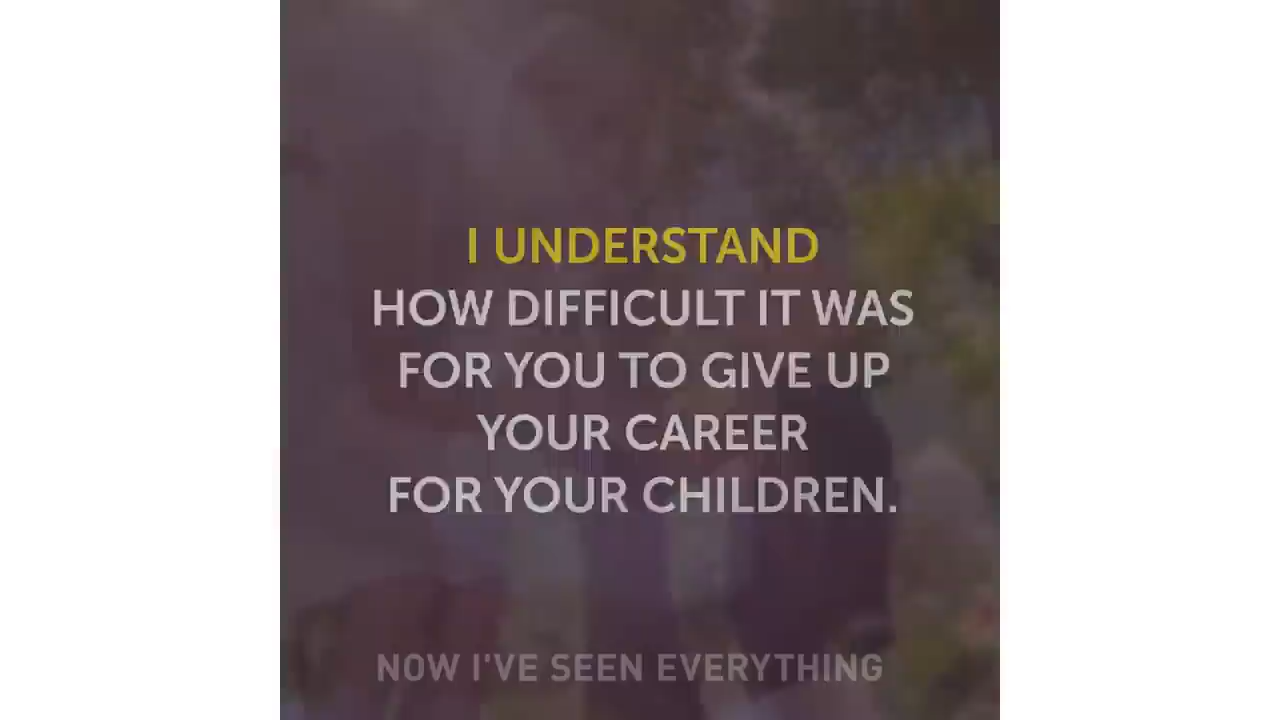 I UNDERSTAND
HOW DIFFICULT IT WAS
FOR YOU TO GIVE UP
YOUR CAREER
FOR YOUR CHILDREN.
NOW I'VE SEEN EVERYTHING